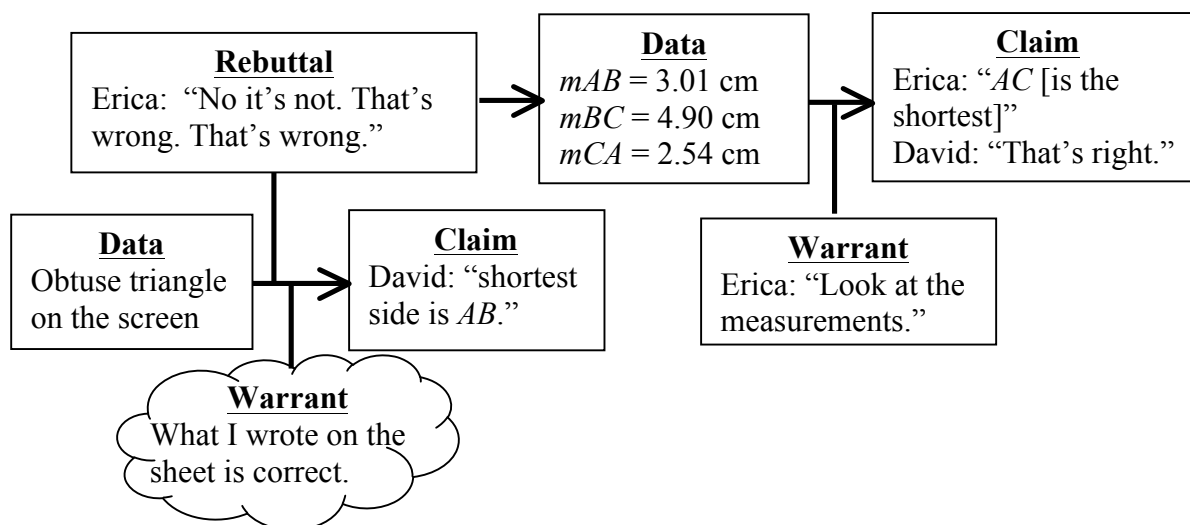 Rebuttal
Erica: “No it’s not. That’s
wrong. That’s wrong.”
Data
mAB = 3.01 cm
mBC = 4.90 cm
mCA = 2.54 cm
Claim
Erica: “AC [is the
shortest]”
David: “That’s right.”
Data
Obtuse triangle
on the screen
Claim
David: “shortest
side is AB.”
Warrant
Erica: “Look at the
measurements.”
Warrant
What I wrote on the
sheet is correct.